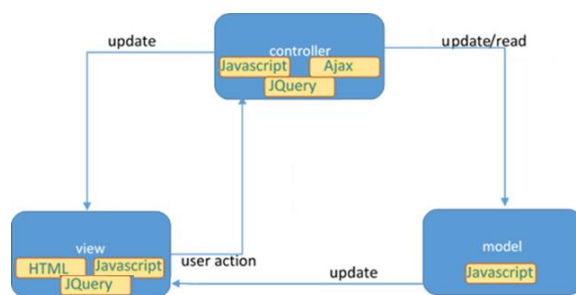 update
controller
update/read
Javascript
Ajax
JQuery
view
HTML
Javascript
JQuery
user action
update
model
Javascript